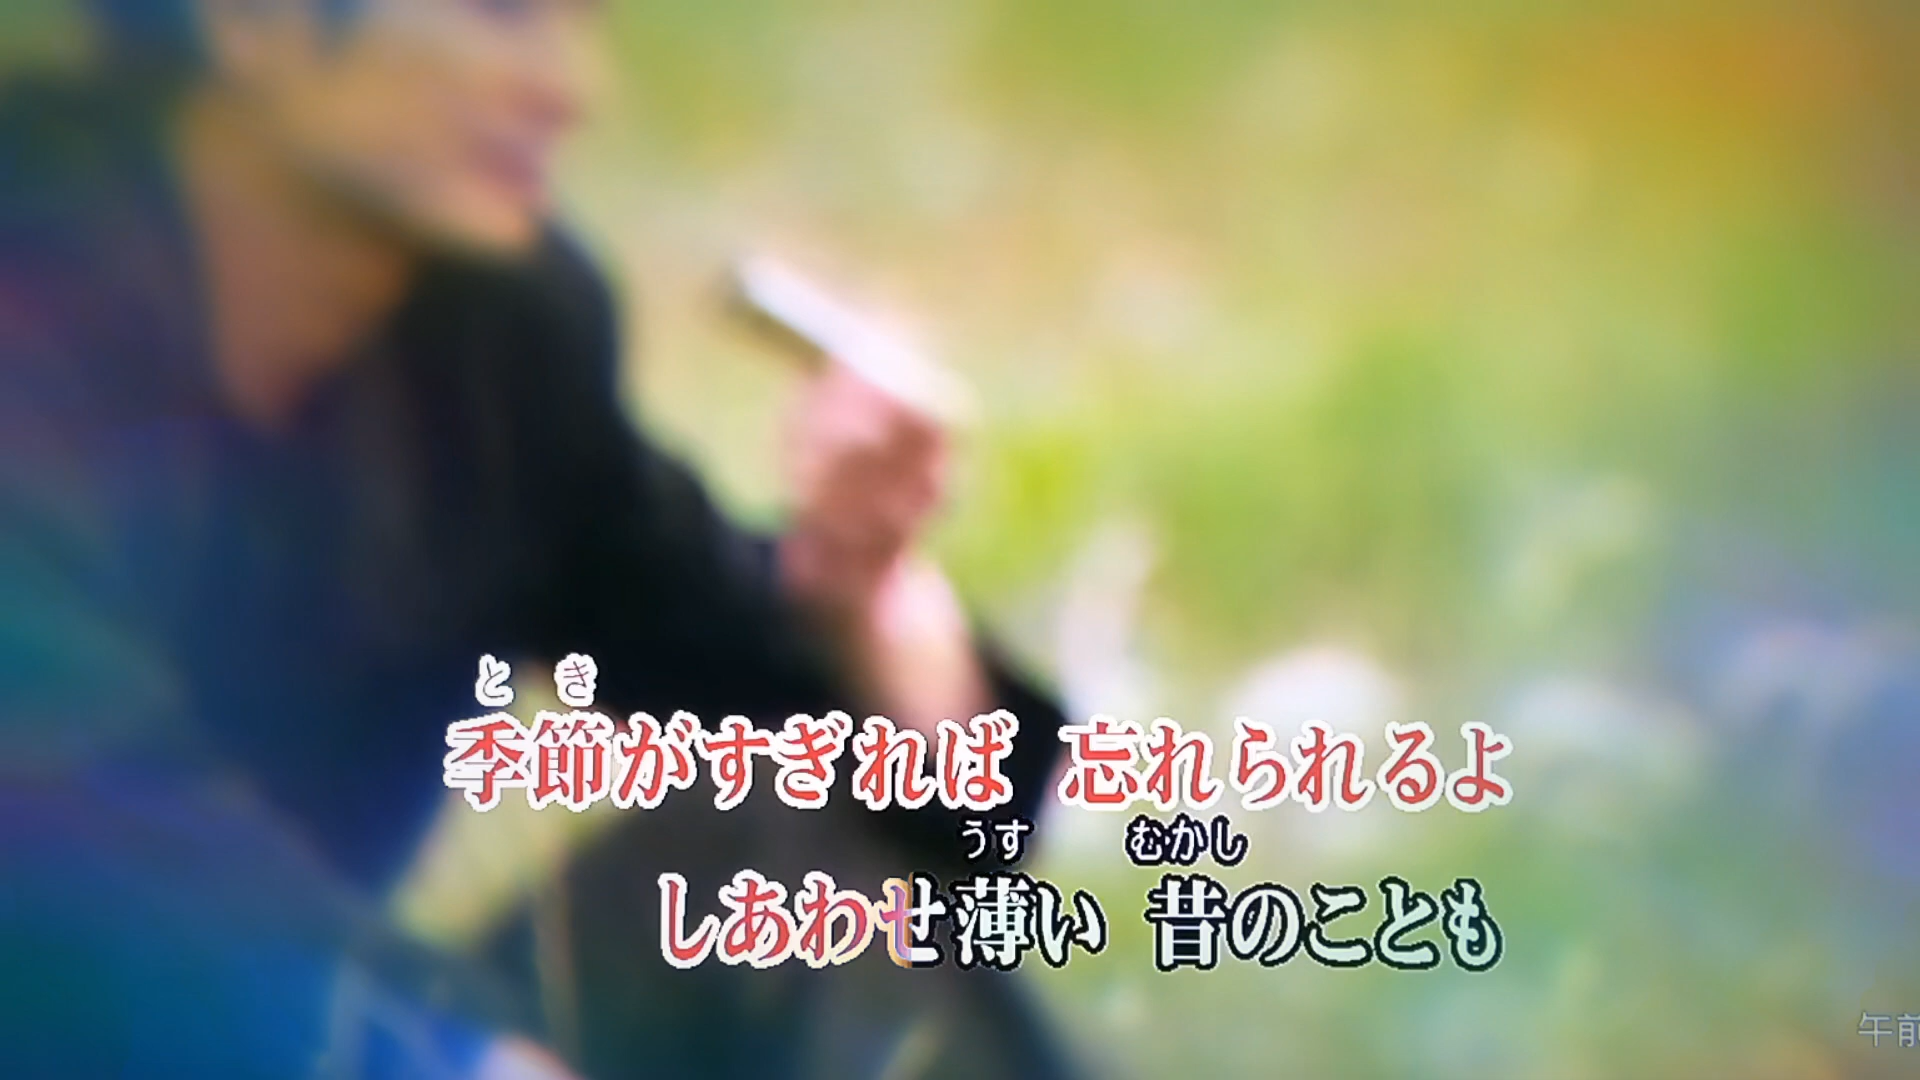 とき
季節がすぎれば 忘れられるよ
うす むかし
しあわせ薄い 昔のことも
午前